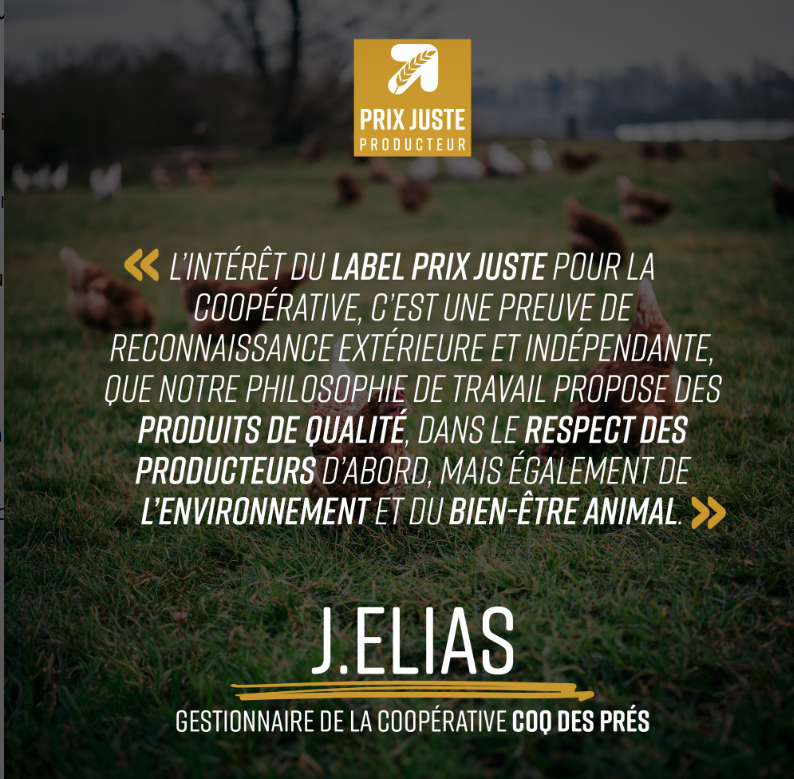 PRIX JUSTE
PRODUCTEUR
« L'INTÉRÊT DU LABEL PRIX JUSTE POUR LA
COOPÉRATIVE, C'EST UNE PREUVE DE
RECONNAISSANCE EXTÉRIEURE ET INDÉPENDANTE,
QUE NOTRE PHILOSOPHIE DE TRAVAIL PROPOSE DES
PRODUITS DE QUALITÉ, DANS LE RESPECT DES
PRODUCTEURS D'ABORD, MAIS ÉGALEMENT DE
L'ENVIRONNEMENT ET DU BIEN-ÊTRE ANIMAL. »
J.ELIAS
GESTIONNAIRE DE LA COOPÉRATIVE COQ DES PRÉS